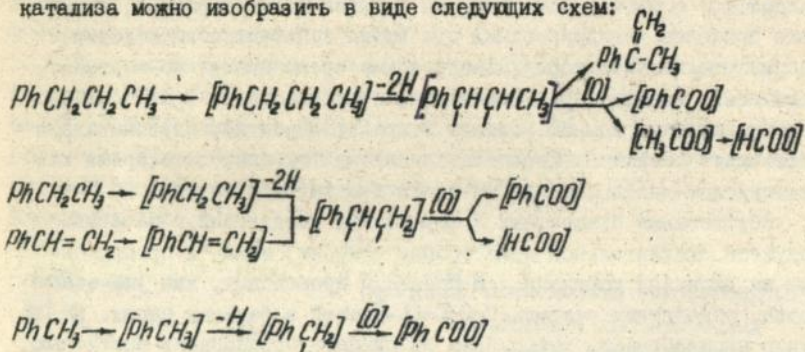 катализа можно изобразить в виде следующих схем:
CH₂
‖
PhC-CH₃
PhCH₂CH₂CH₃ → [PhCH₂CH₂CH₃] -2H → [PhCHCHCH₃] [O] → [PhCOO]
[CH₃COO] → [HCOO]
PhCH₂CH₃ → [PhCH₂CH₃] -2H
[PhCHCH₂] [O] → [PhCOO]
PhCH=CH₂ → [PhCH=CH₂]
[HCOO]
PhCH₃ → [PhCH₃] -H → [PhCH₂] [O] → [PhCOO]